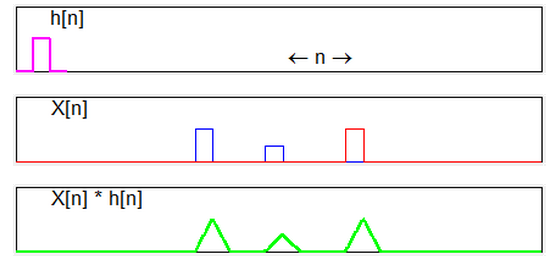 h[n]
← n →
X[n]
X[n] * h[n]